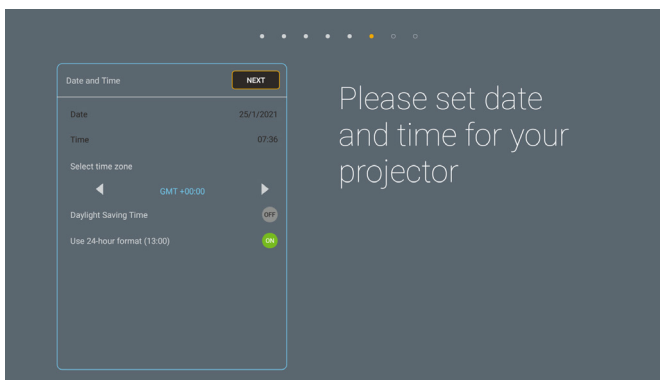 Date and Time
NEXT
Date
25/1/2021
Time
07:36
Select time zone
GMT +00:00
Daylight Saving Time
OFF
Use 24-hour format (13:00)
ON
Please set date
and time for your
projector